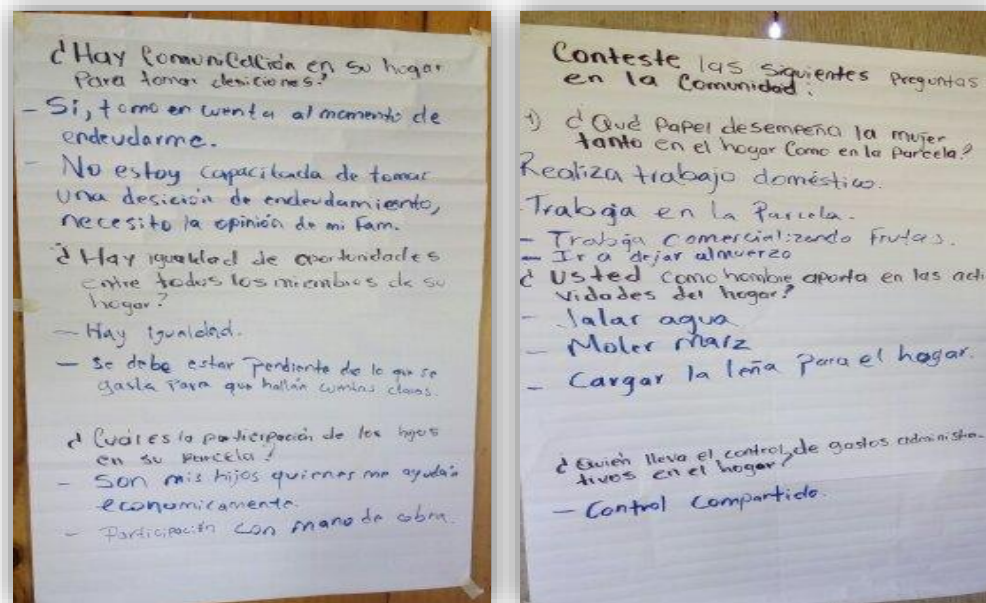 ¿Hay Comunicación en su hogar
Para tomar desiciones?
- Si, tomo en cuenta al momento de
endeudarme.
- No estoy capacitada de tomar
una desición de endeudamiento,
necesito la opinión de mi Fam.
¿Hay igualdad de oportunidades
entre todos los miembros de su
hogar?
- Hay igualdad.
- Se debe estar Pendiente de lo que se
gasta Para que hallán cuentas claras.
¿Cuál es la participación de los hijos
en su parcela?
- Son mis hijos quienes me ayudan
economicamente.
- Participación con mano de obra.
Conteste las siguientes Preguntas
en la Comunidad:
1) ¿Qué Papel desempeña la mujer
tanto en el hogar Como en la Parcela?
Realiza trabajo doméstico.
- Trabaja en la Parcela.
- Trabaja comercializando Frutas.
- Ir a dejar almuerzo
¿Usted como hombre aporta en las acti
vidades del hogar?
- Jalar agua
- Moler maíz
- Cargar la leña para el hogar.
¿Quién lleva el control de gastos administra-
tivos en el hogar?
- Control Compartido.